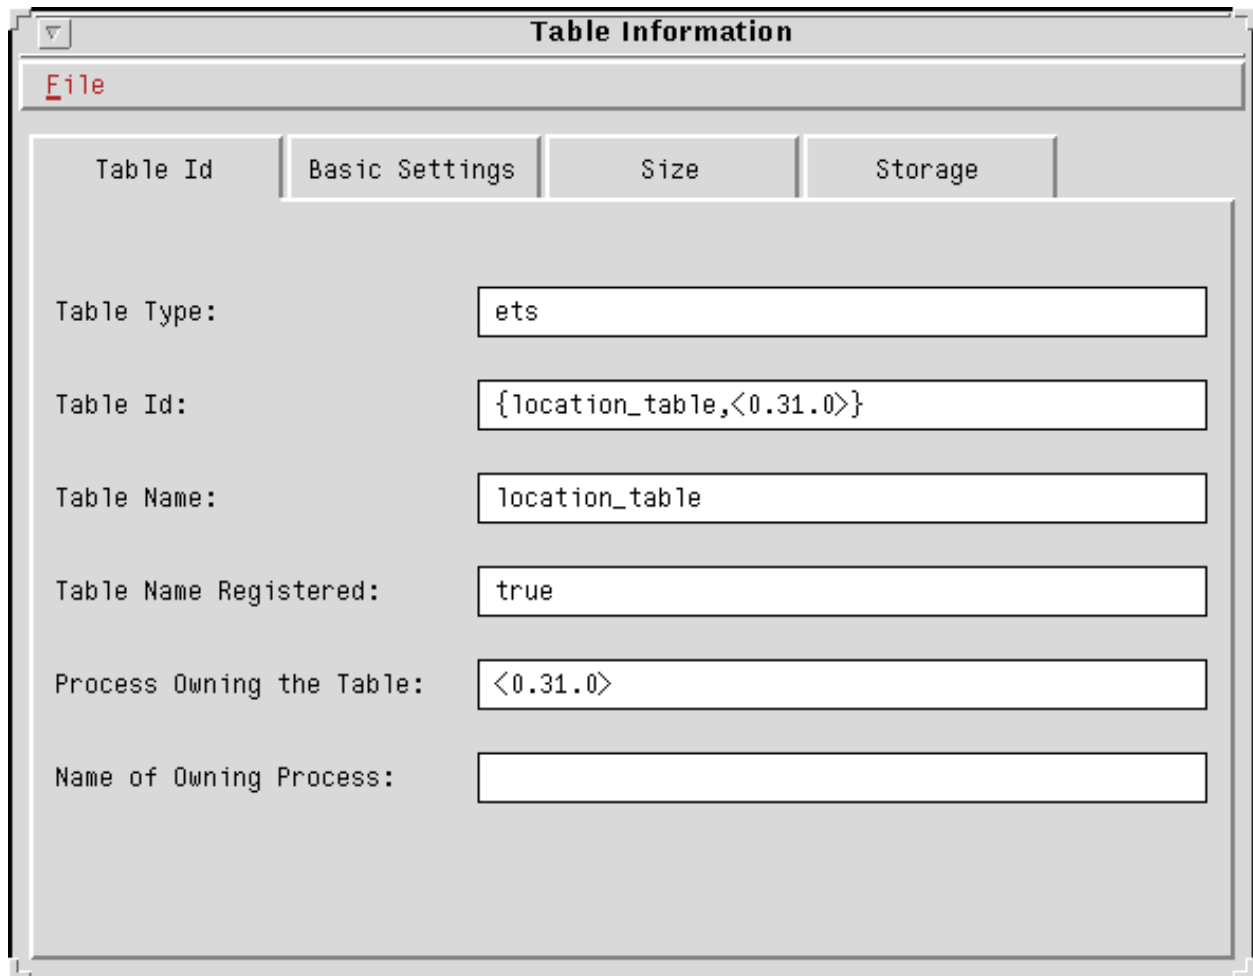 Table Information
File
Table Id Basic Settings Size Storage
Table Type: ets
Table Id: {location_table,<0.31.0>}
Table Name: location_table
Table Name Registered: true
Process Owning the Table: <0.31.0>
Name of Owning Process: